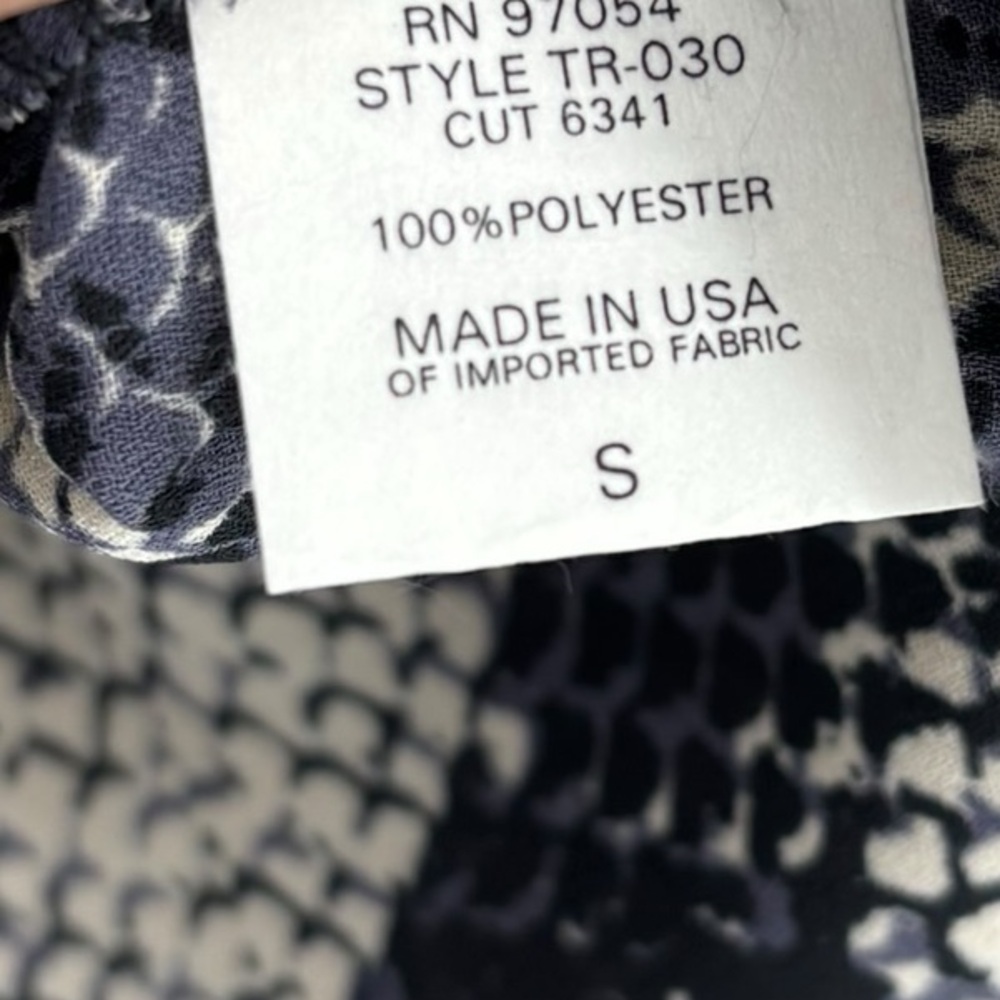 RN 97054
STYLE TR-030
CUT 6341
100%POLYESTER
MADE IN USA
OF IMPORTED FABRIC
S